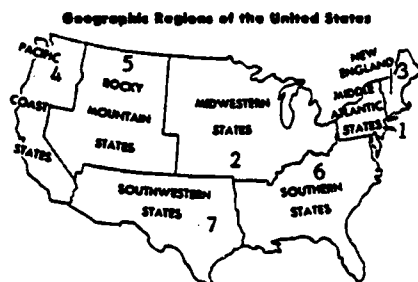 Geographic Regions of the United States
PACIFIC
4
COAST
STATES
5
ROCKY
MOUNTAIN
STATES
MIDWESTERN
STATES
2
NEW
ENGLAND
3
MIDDLE
ATLANTIC
STATES
1
6
SOUTHERN
STATES
SOUTHWESTERN
STATES
7